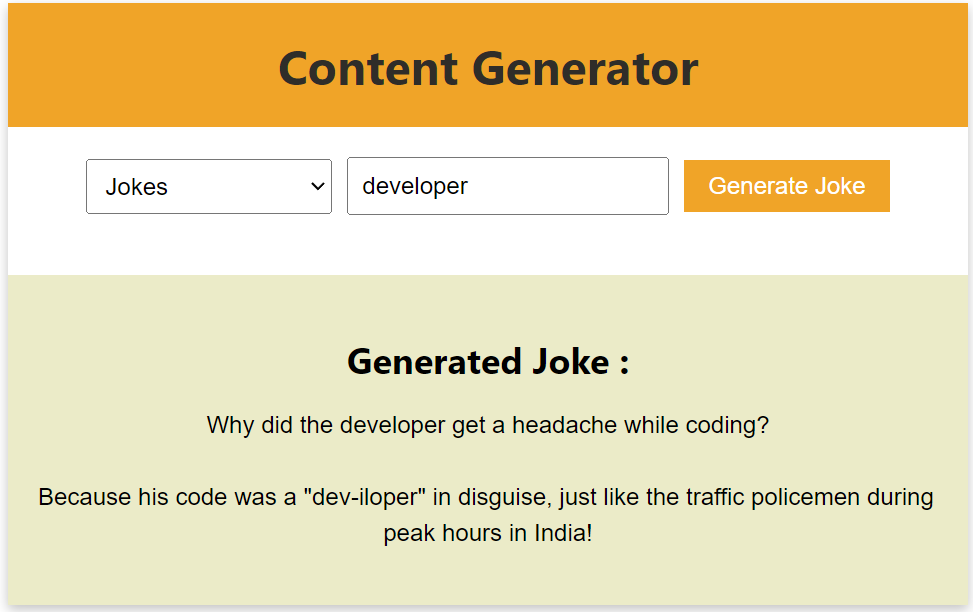 Content Generator
Jokes
developer
Generate Joke
Generated Joke :
Why did the developer get a headache while coding?
Because his code was a "dev-iloper" in disguise, just like the traffic policemen during
peak hours in India!